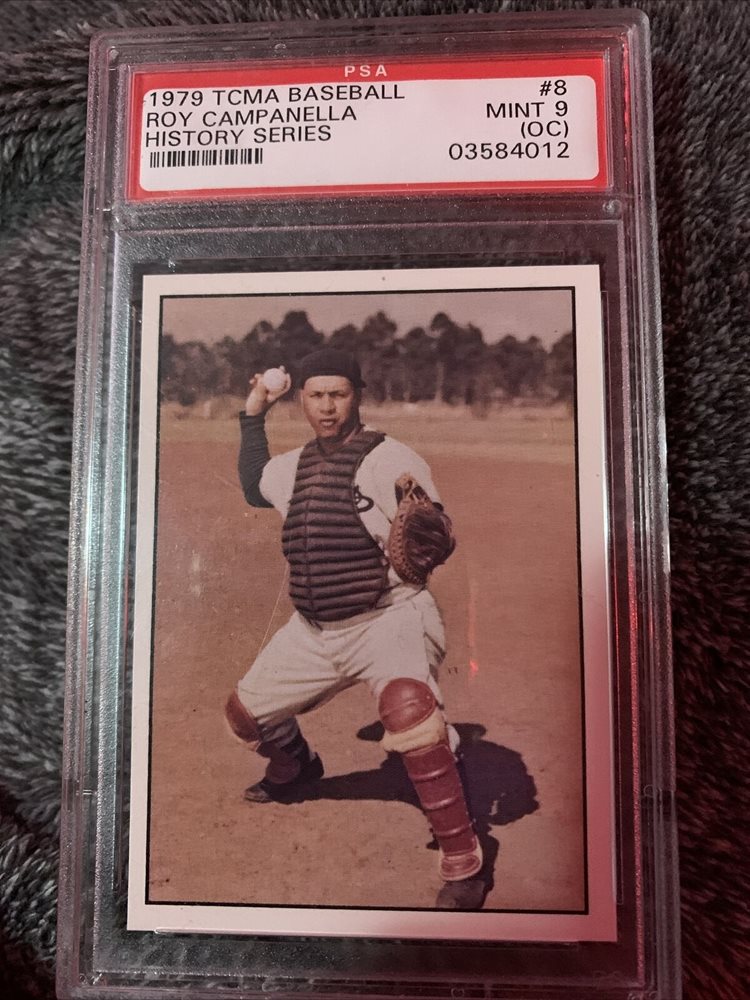 PSA
1979 TCMA BASEBALL #8
ROY CAMPANELLA MINT 9
HISTORY SERIES (OC)
03584012
B